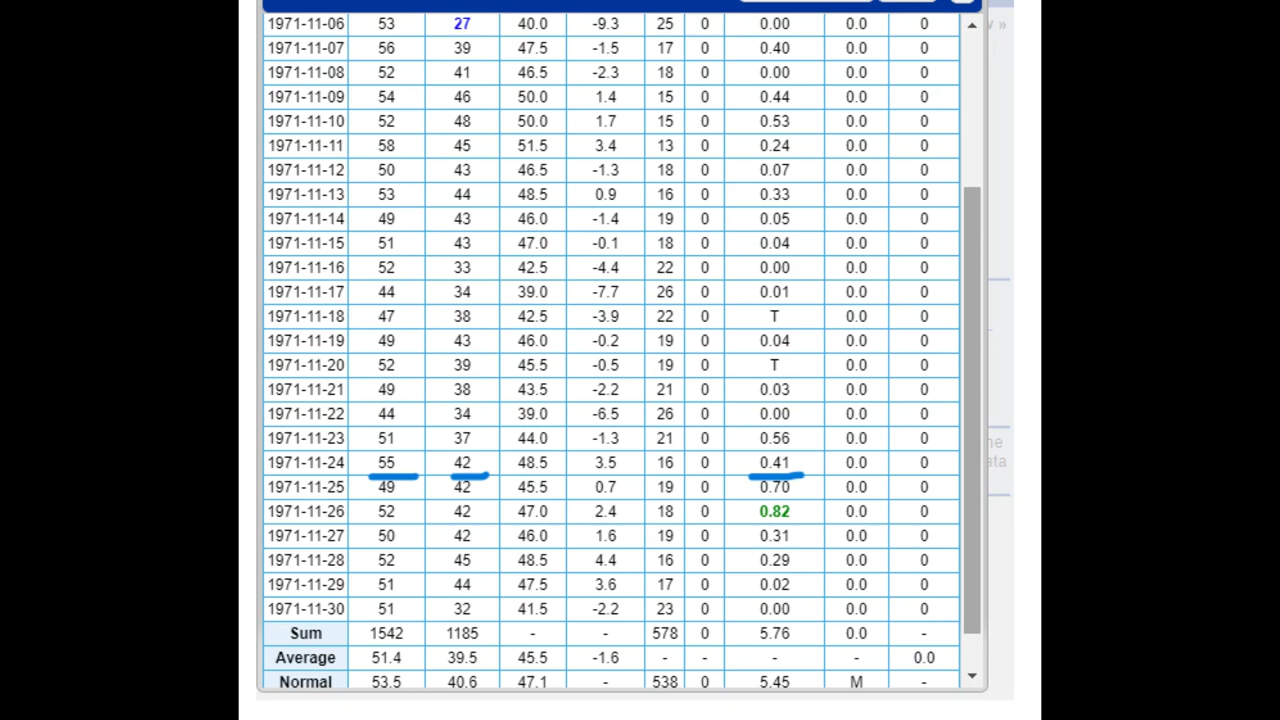 1971-11-06 53 27 40.0 -9.3 25 0 0.00 0.0 0
1971-11-07 56 39 47.5 -1.5 17 0 0.40 0.0 0
1971-11-08 52 41 46.5 -2.3 18 0 0.00 0.0 0
1971-11-09 54 46 50.0 1.4 15 0 0.44 0.0 0
1971-11-10 52 48 50.0 1.7 15 0 0.53 0.0 0
1971-11-11 58 45 51.5 3.4 13 0 0.24 0.0 0
1971-11-12 50 43 46.5 -1.3 18 0 0.07 0.0 0
1971-11-13 53 44 48.5 0.9 16 0 0.33 0.0 0
1971-11-14 49 43 46.0 -1.4 19 0 0.05 0.0 0
1971-11-15 51 43 47.0 -0.1 18 0 0.04 0.0 0
1971-11-16 52 33 42.5 -4.4 22 0 0.00 0.0 0
1971-11-17 44 34 39.0 -7.7 26 0 0.01 0.0 0
1971-11-18 47 38 42.5 -3.9 22 0 T 0.0 0
1971-11-19 49 43 46.0 -0.2 19 0 0.04 0.0 0
1971-11-20 52 39 45.5 -0.5 19 0 T 0.0 0
1971-11-21 49 38 43.5 -2.2 21 0 0.03 0.0 0
1971-11-22 44 34 39.0 -6.5 26 0 0.00 0.0 0
1971-11-23 51 37 44.0 -1.3 21 0 0.56 0.0 0
1971-11-24 55 42 48.5 3.5 16 0 0.41 0.0 0
1971-11-25 49 42 45.5 0.7 19 0 0.70 0.0 0
1971-11-26 52 42 47.0 2.4 18 0 0.82 0.0 0
1971-11-27 50 42 46.0 1.6 19 0 0.31 0.0 0
1971-11-28 52 45 48.5 4.4 16 0 0.29 0.0 0
1971-11-29 51 44 47.5 3.6 17 0 0.02 0.0 0
1971-11-30 51 32 41.5 -2.2 23 0 0.00 0.0 0
Sum 1542 1185 - - 578 0 5.76 0.0 -
Average 51.4 39.5 45.5 -1.6 - - - - 0.0
Normal 53.5 40.6 47.1 - 538 0 5.45 M -